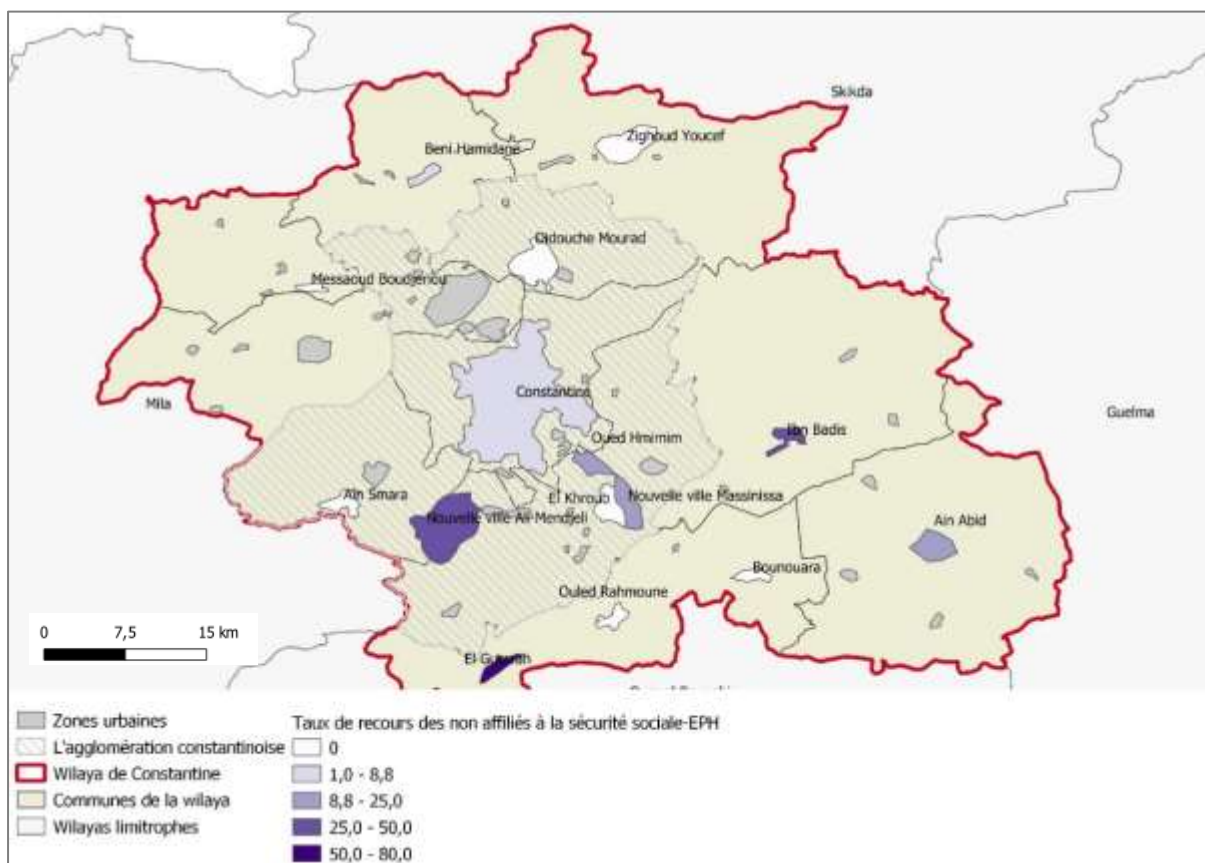 Skikda
Zighoud Youcef
Beni Hamidane
Didouche Mourad
Messaoud Boudjeriou
Constantine
Mila
Guelma
Ibn Badis
Oued Hmimim
Ain Smara
El Khroub
Nouvelle ville Massinissa
Nouvelle ville Ali-Mendjeli
Ain Abid
Bounouara
Ouled Rahmoune
0 7,5 15 km
Zones urbaines
L'agglomération constantinoise
Wilaya de Constantine
Communes de la wilaya
Wilayas limitrophes
Taux de recours des non affiliés à la sécurité sociale-EPH
0
1,0 - 8,8
8,8 - 25,0
25,0 - 50,0
50,0 - 80,0